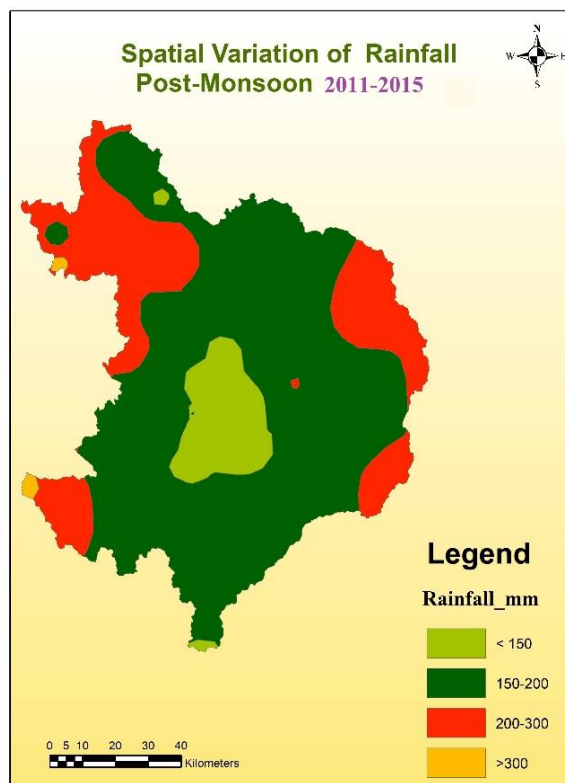 N
W E
S
Spatial Variation of Rainfall
Post-Monsoon 2011-2015
Legend
Rainfall_mm
< 150
150-200
200-300
>300
0 5 10 20 30 40
Kilometers